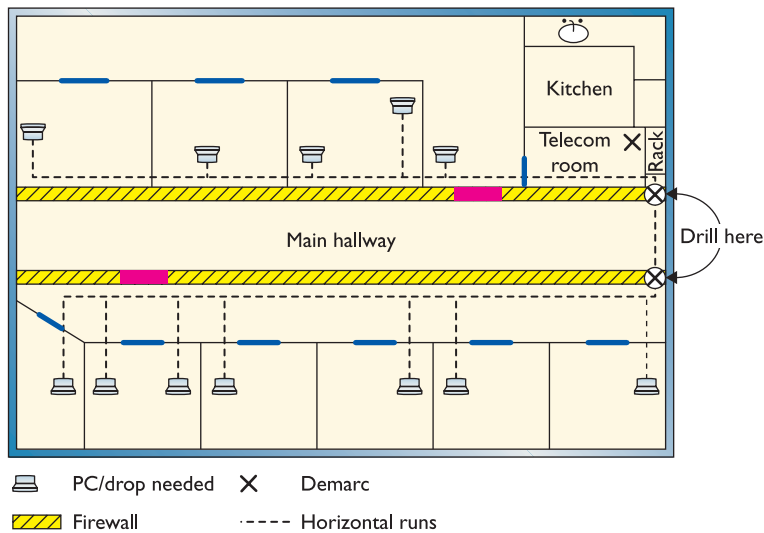 Kitchen
Telecom
room
Rack
Drill here
Main hallway
PC/drop needed
Demarc
Firewall
Horizontal runs